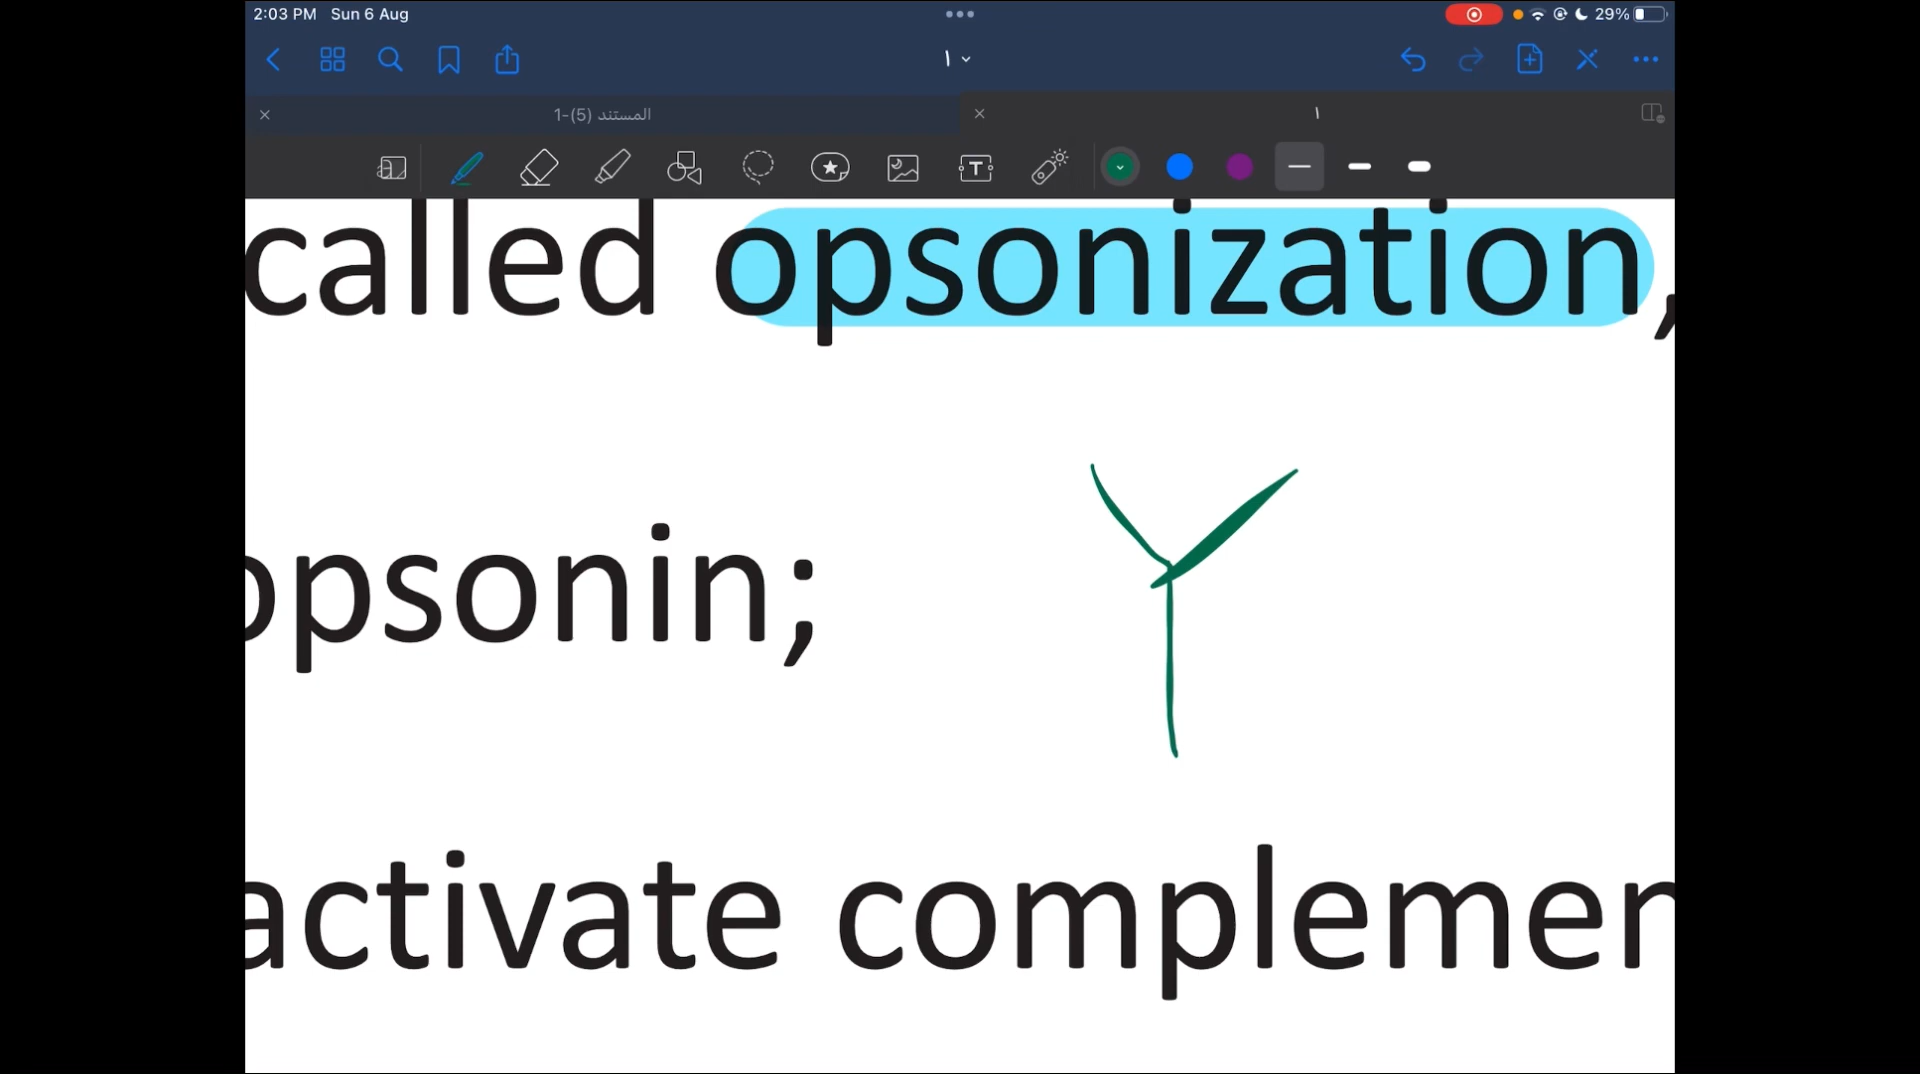 2:03 PM Sun 6 Aug
29%
١
المستند (5)-1
١
called opsonization,
opsonin;
activate complemen